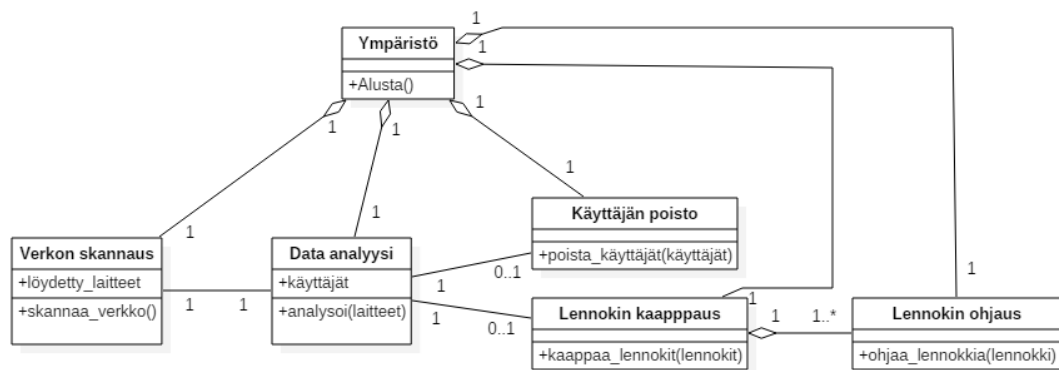 1
Ympäristö
1
+Alusta()
1
1
1
1
Käyttäjän poisto
1
+poista_käyttäjät(käyttäjät)
1
Verkon skannaus
Data analyysi
+löydetty_laitteet
+käyttäjät
1
0..1
1
+skannaa_verkko()
1
1
+analysoi(laitteet)
1
0..1
1
Lennokin kaapppaus
1
1..*
Lennokin ohjaus
+kaappaa_lennokit(lennokit)
+ohjaa_lennokkia(lennokki)